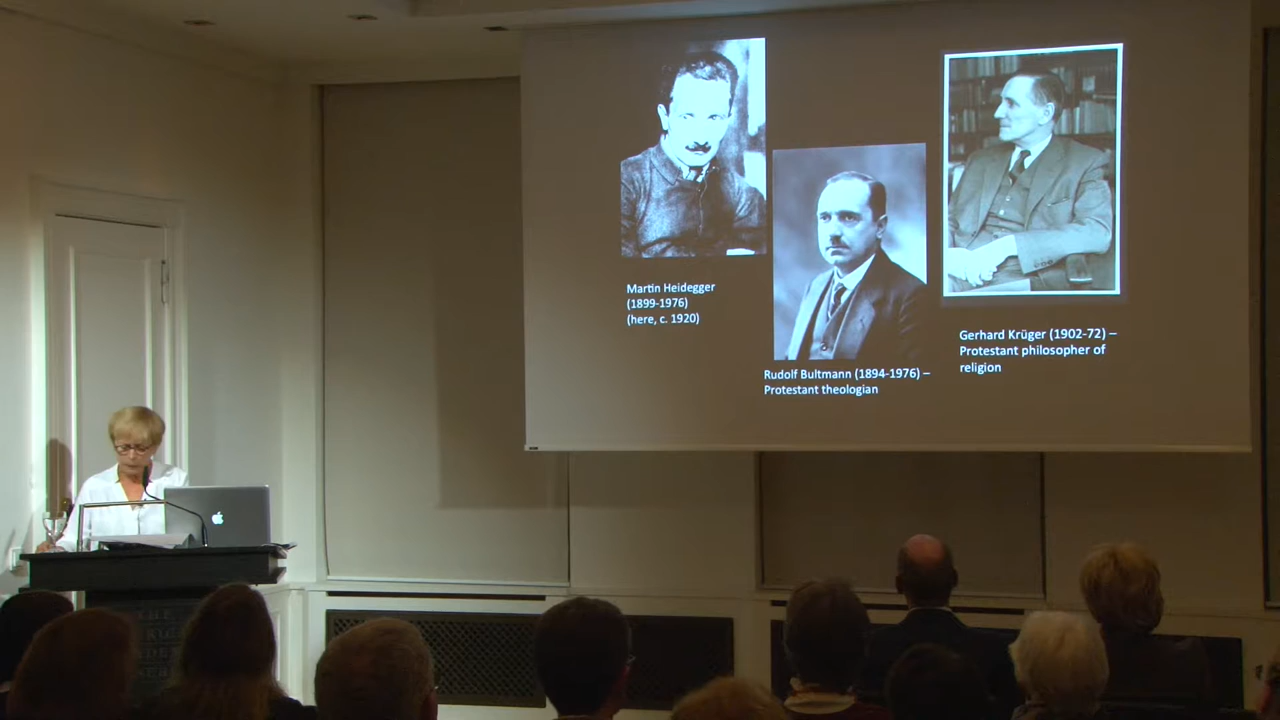 Martin Heidegger
(1899-1976)
(here, c. 1920)
Rudolf Bultmann (1894-1976) –
Protestant theologian
Gerhard Krüger (1902-72) –
Protestant philosopher of
religion